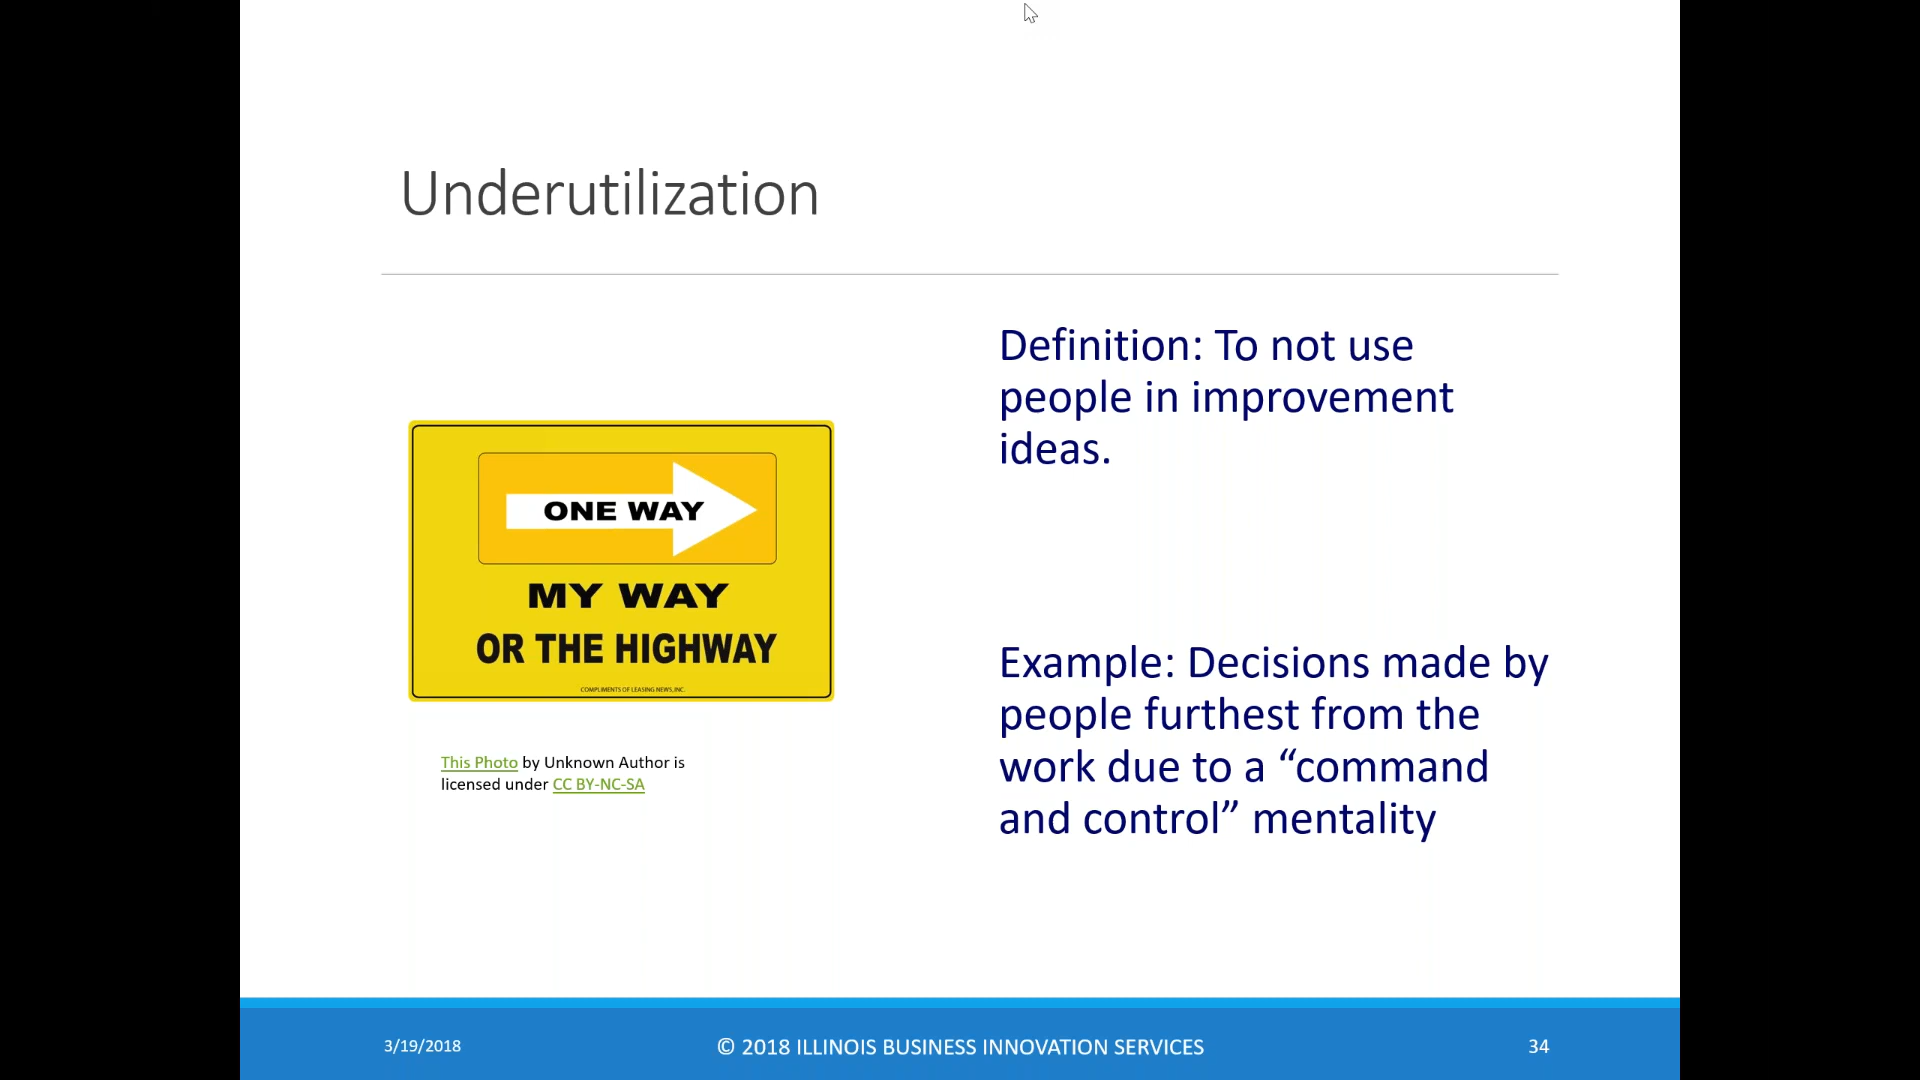 Underutilization
Definition: To not use
people in improvement
ideas.
ONE WAY
MY WAY
OR THE HIGHWAY
COMPLIMENTS OF LEASING NEWS, INC.
This Photo by Unknown Author is
licensed under CC BY-NC-SA
Example: Decisions made by
people furthest from the
work due to a “command
and control” mentality
3/19/2018
© 2018 ILLINOIS BUSINESS INNOVATION SERVICES
34